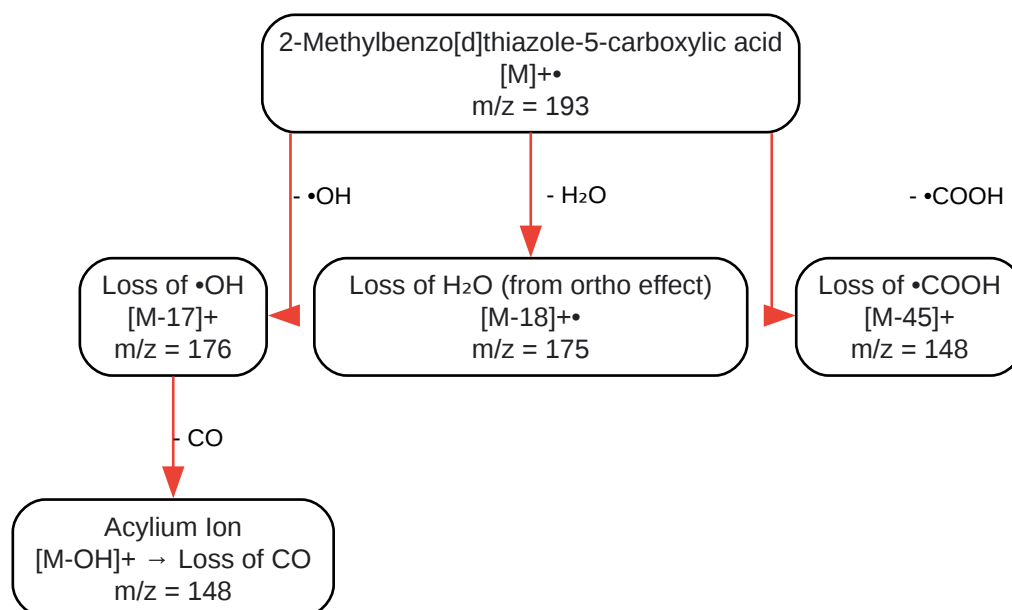 2-Methylbenzo[d]thiazole-5-carboxylic acid
[M]+•
m/z = 193
- •OH
- H₂O
- •COOH
Loss of •OH
[M-17]+
m/z = 176
Loss of H₂O (from ortho effect)
[M-18]+•
m/z = 175
Loss of •COOH
[M-45]+
m/z = 148
- CO
Acylium Ion
[M-OH]+ → Loss of CO
m/z = 148